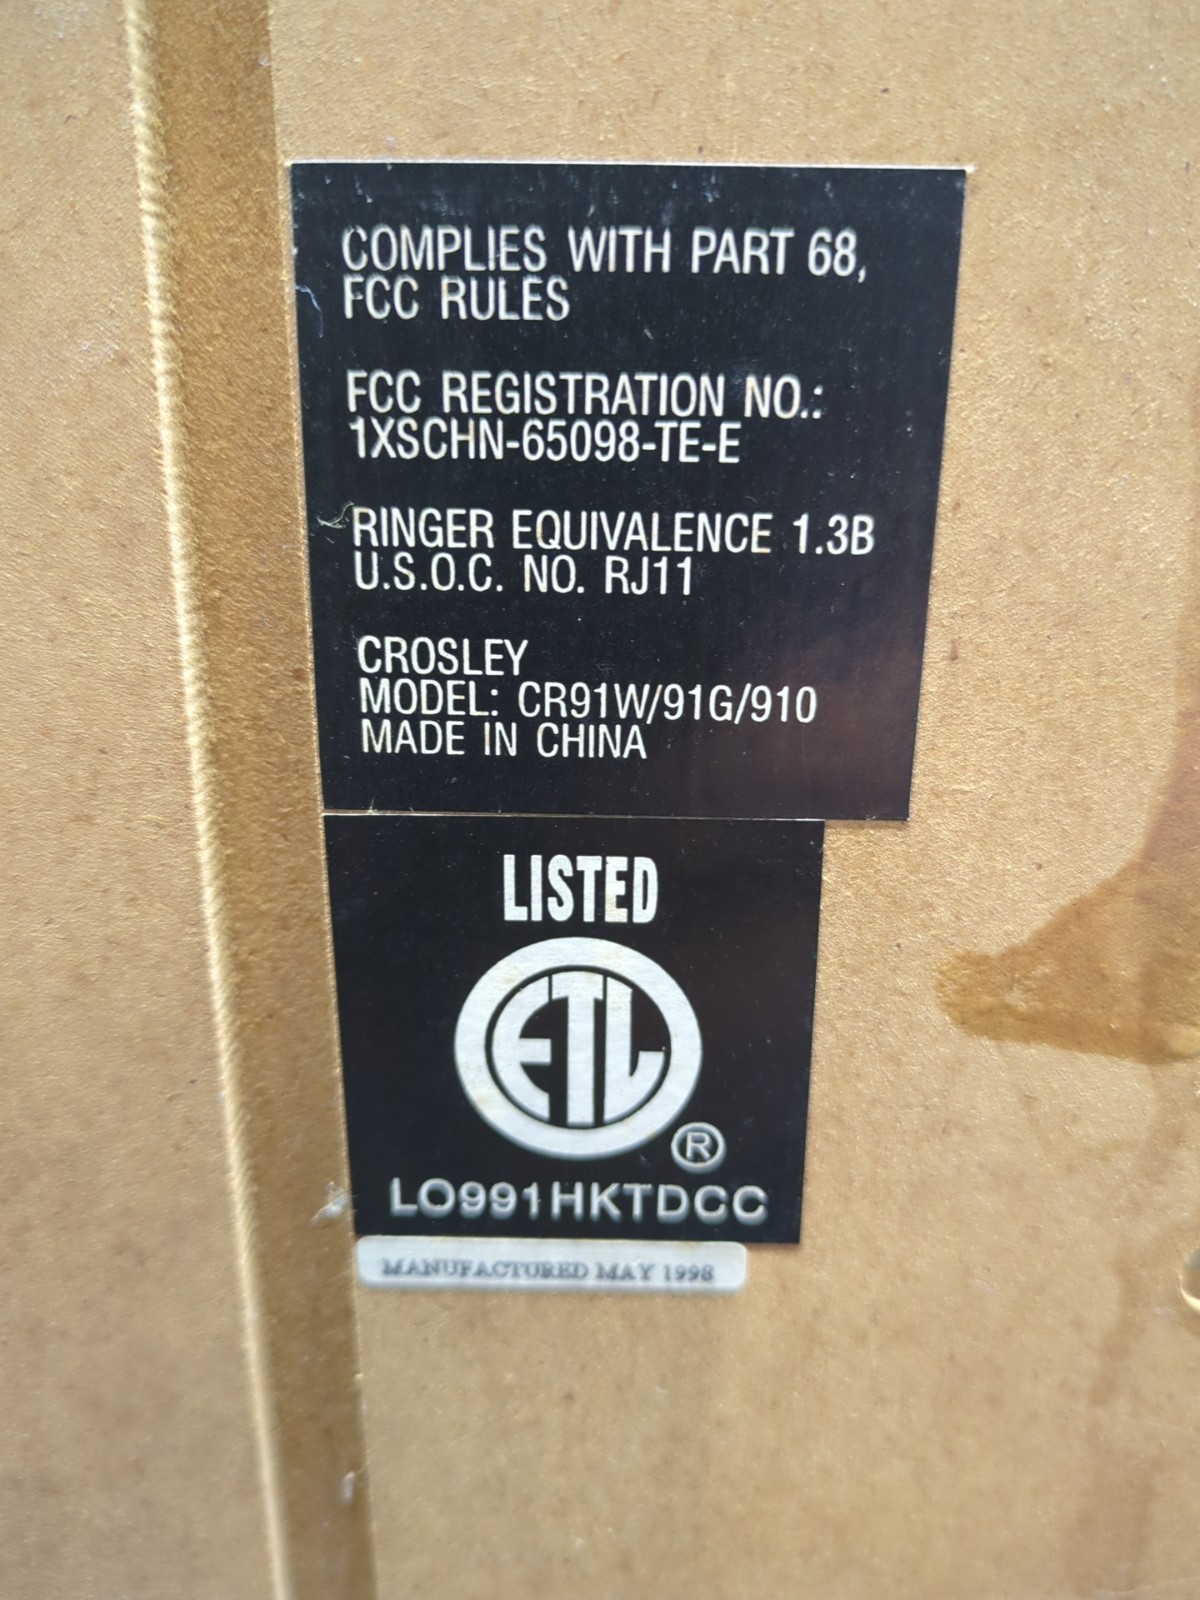 COMPLIES WITH PART 68,
FCC RULES
FCC REGISTRATION NO.:
1XSCHN-65098-TE-E
RINGER EQUIVALENCE 1.3B
U.S.O.C. NO. RJ11
CROSLEY
MODEL: CR91W/91G/910
MADE IN CHINA
LISTED
ETL
®
LO991HKTDCC
MANUFACTURED MAY 1998